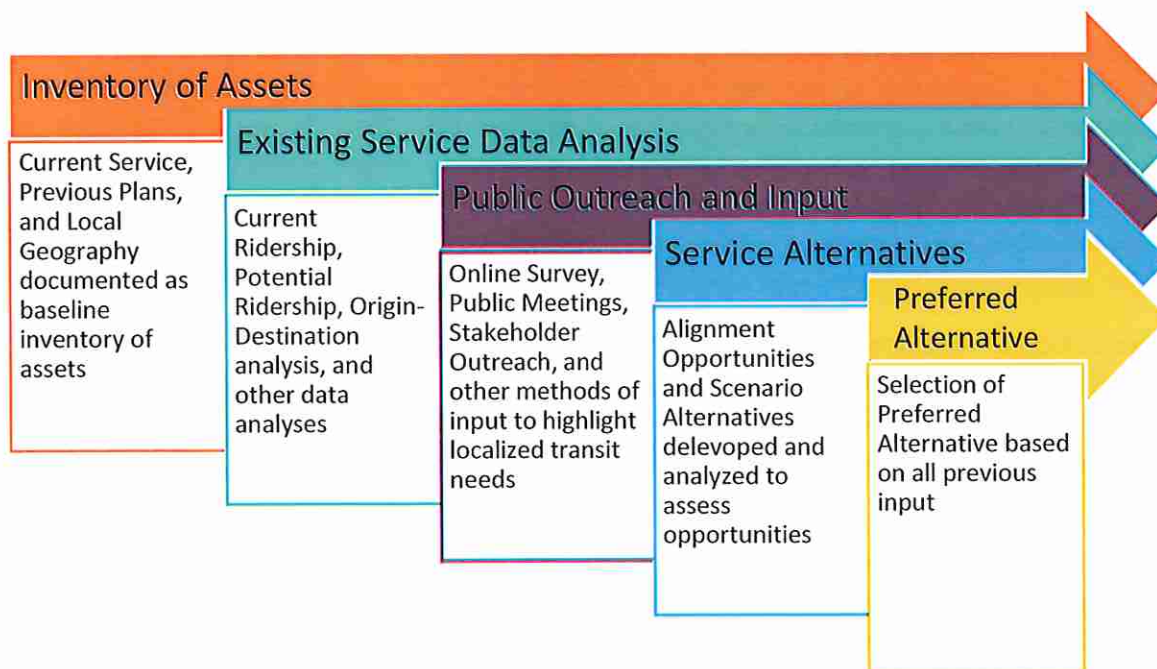 Inventory of Assets
Current Service,
Previous Plans,
and Local
Geography
documented as
baseline
inventory of
assets
Existing Service Data Analysis
Current
Ridership,
Potential
Ridership, Origin-
Destination
analysis, and
other data
analyses
Public Outreach and Input
Online Survey,
Public Meetings,
Stakeholder
Outreach, and
other methods of
input to highlight
localized transit
needs
Service Alternatives
Alignment
Opportunities
and Scenario
Alternatives
delevoped and
analyzed to
assess
opportunities
Preferred
Alternative
Selection of
Preferred
Alternative based
on all previous
input